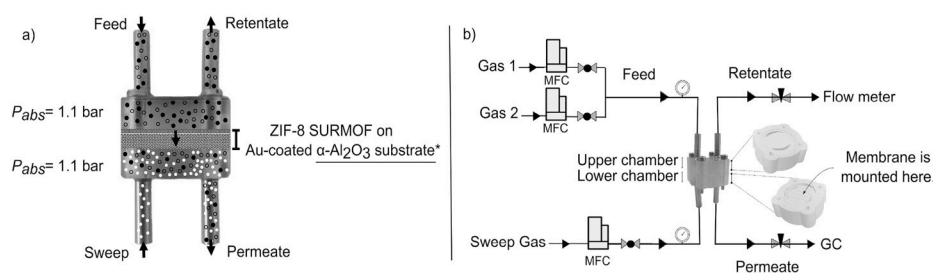 a)
Feed
Retentate
Pabs= 1.1 bar
ZIF-8 SURMOF on
Au-coated α-Al2O3 substrate*
Pabs= 1.1 bar
Sweep
Permeate
b)
Gas 1
MFC
Feed
Retentate
Flow meter
Gas 2
MFC
Upper chamber
Lower chamber
Membrane is
mounted here
Sweep Gas
MFC
GC
Permeate